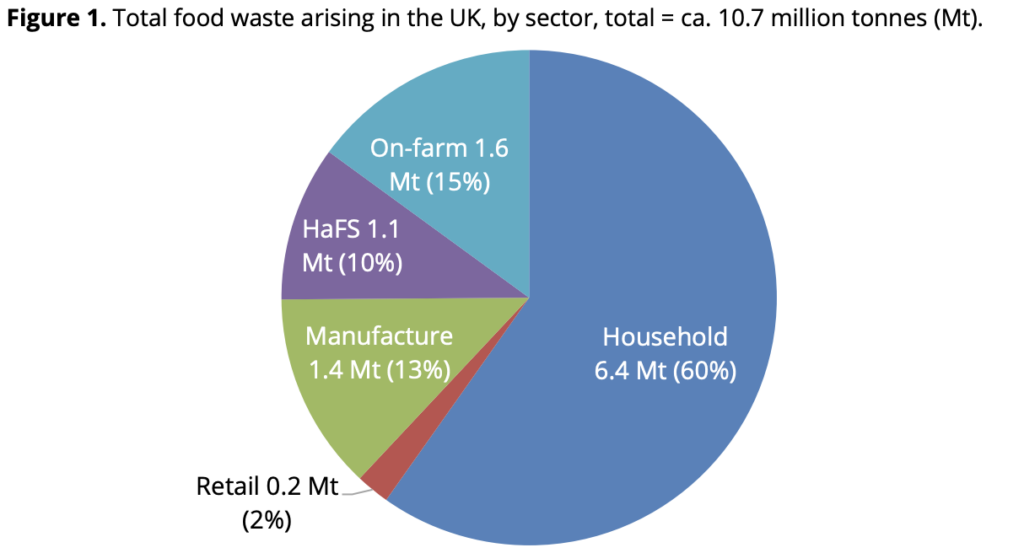 Figure 1. Total food waste arising in the UK, by sector, total = ca. 10.7 million tonnes (Mt).
On-farm 1.6
Mt (15%)
HaFS 1.1
Mt (10%)
Manufacture
1.4 Mt (13%)
Household
6.4 Mt (60%)
Retail 0.2 Mt
(2%)